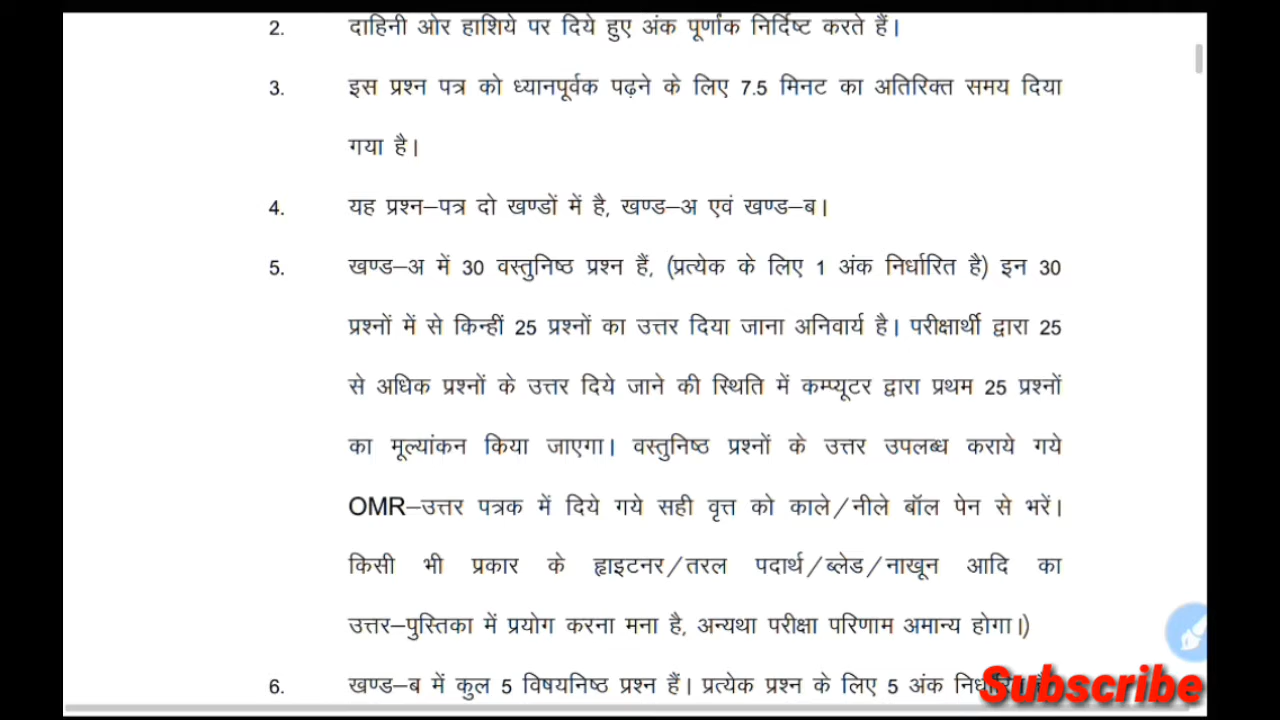 2. दाहिनी ओर हाशिये पर दिये हुए अंक पूर्णांक निर्दिष्ट करते हैं।
3. इस प्रश्न पत्र को ध्यानपूर्वक पढ़ने के लिए 7.5 मिनट का अतिरिक्त समय दिया
गया है।
4. यह प्रश्न–पत्र दो खण्डों में है, खण्ड–अ एवं खण्ड–ब।
5. खण्ड–अ में 30 वस्तुनिष्ठ प्रश्न हैं, (प्रत्येक के लिए 1 अंक निर्धारित है) इन 30
प्रश्नों में से किन्हीं 25 प्रश्नों का उत्तर दिया जाना अनिवार्य है। परीक्षार्थी द्वारा 25
से अधिक प्रश्नों के उत्तर दिये जाने की स्थिति में कम्प्यूटर द्वारा प्रथम 25 प्रश्नों
का मूल्यांकन किया जाएगा। वस्तुनिष्ठ प्रश्नों के उत्तर उपलब्ध कराये गये
OMR–उत्तर पत्रक में दिये गये सही वृत्त को काले/नीले बॉल पेन से भरें।
किसी भी प्रकार के ह्वाइटनर/तरल पदार्थ/ब्लेड/नाखून आदि का
उत्तर–पुस्तिका में प्रयोग करना मना है, अन्यथा परीक्षा परिणाम अमान्य होगा।)
6. खण्ड–ब में कुल 5 विषयनिष्ठ प्रश्न हैं। प्रत्येक प्रश्न के लिए 5 अंक
Subscribe